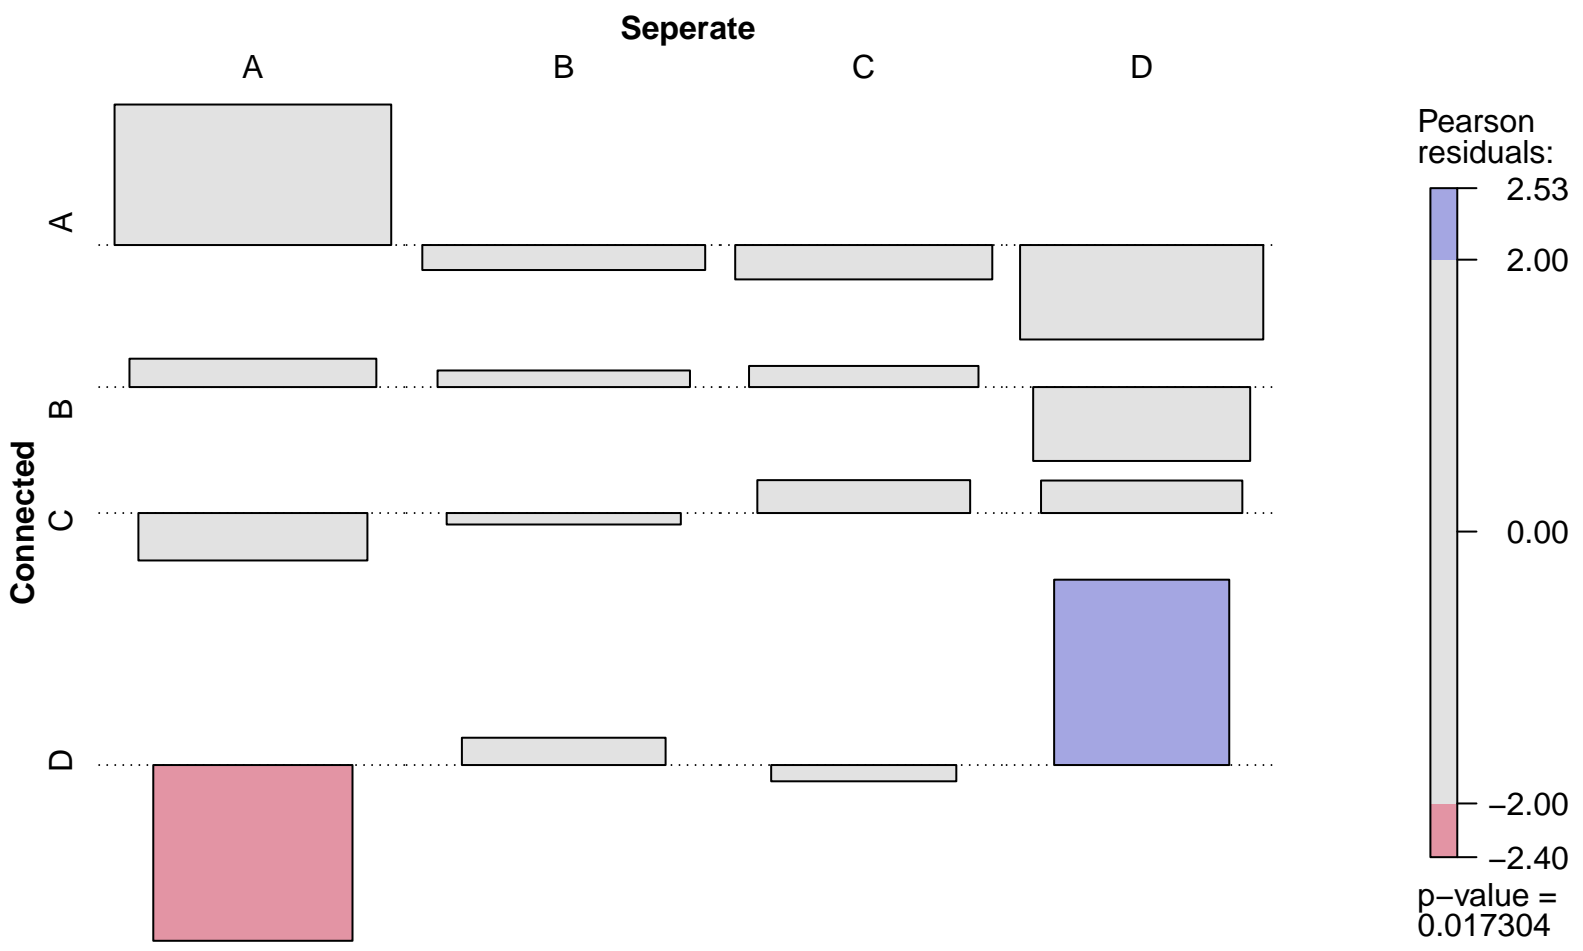 Seperate
A B C D
A
B
C
D
Connected
Pearson
residuals:
2.53
2.00
0.00
−2.00
−2.40
p−value =
0.017304